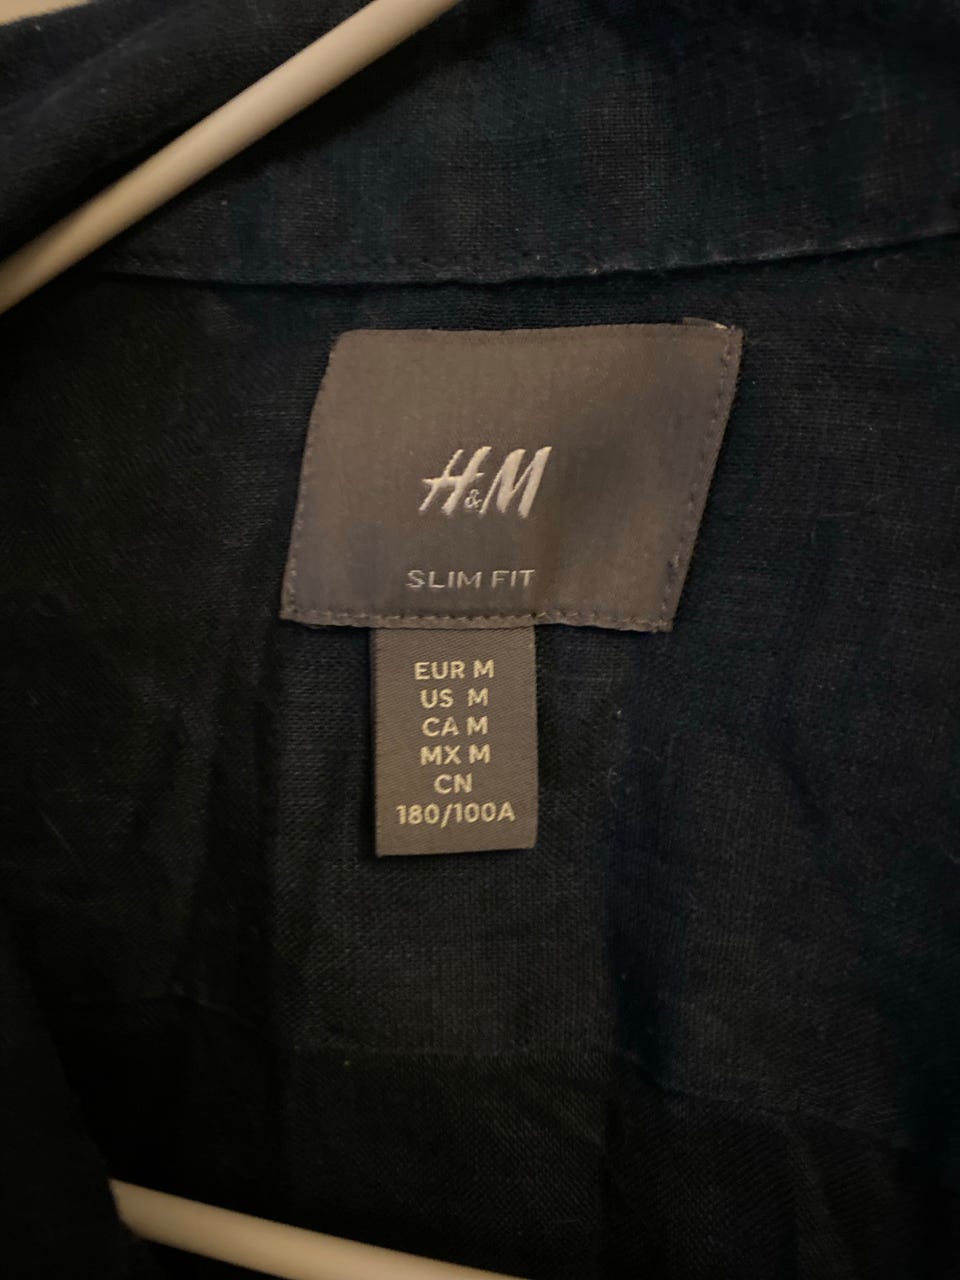 H&M
SLIM FIT
EUR M
US M
CA M
MX M
CN
180/100A